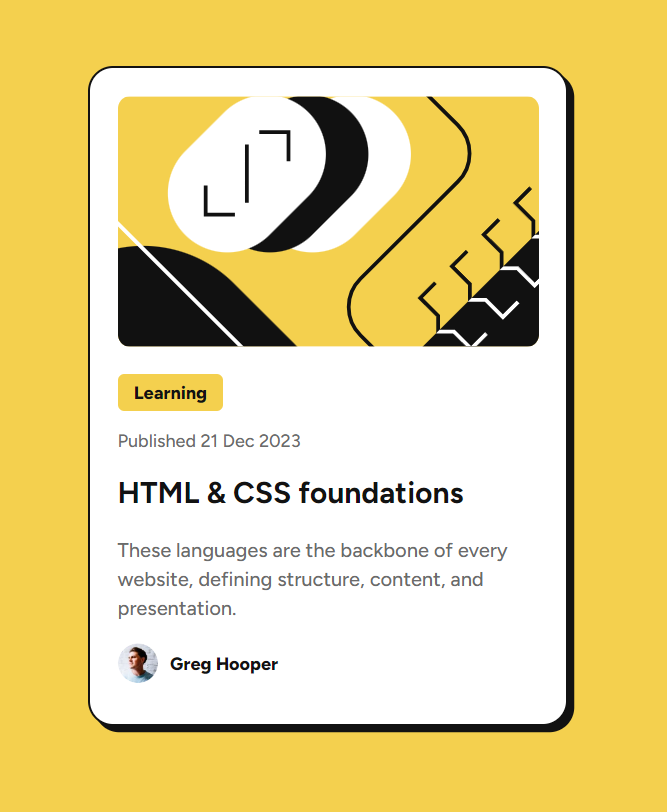 Learning
Published 21 Dec 2023
HTML & CSS foundations
These languages are the backbone of every
website, defining structure, content, and
presentation.
Greg Hooper